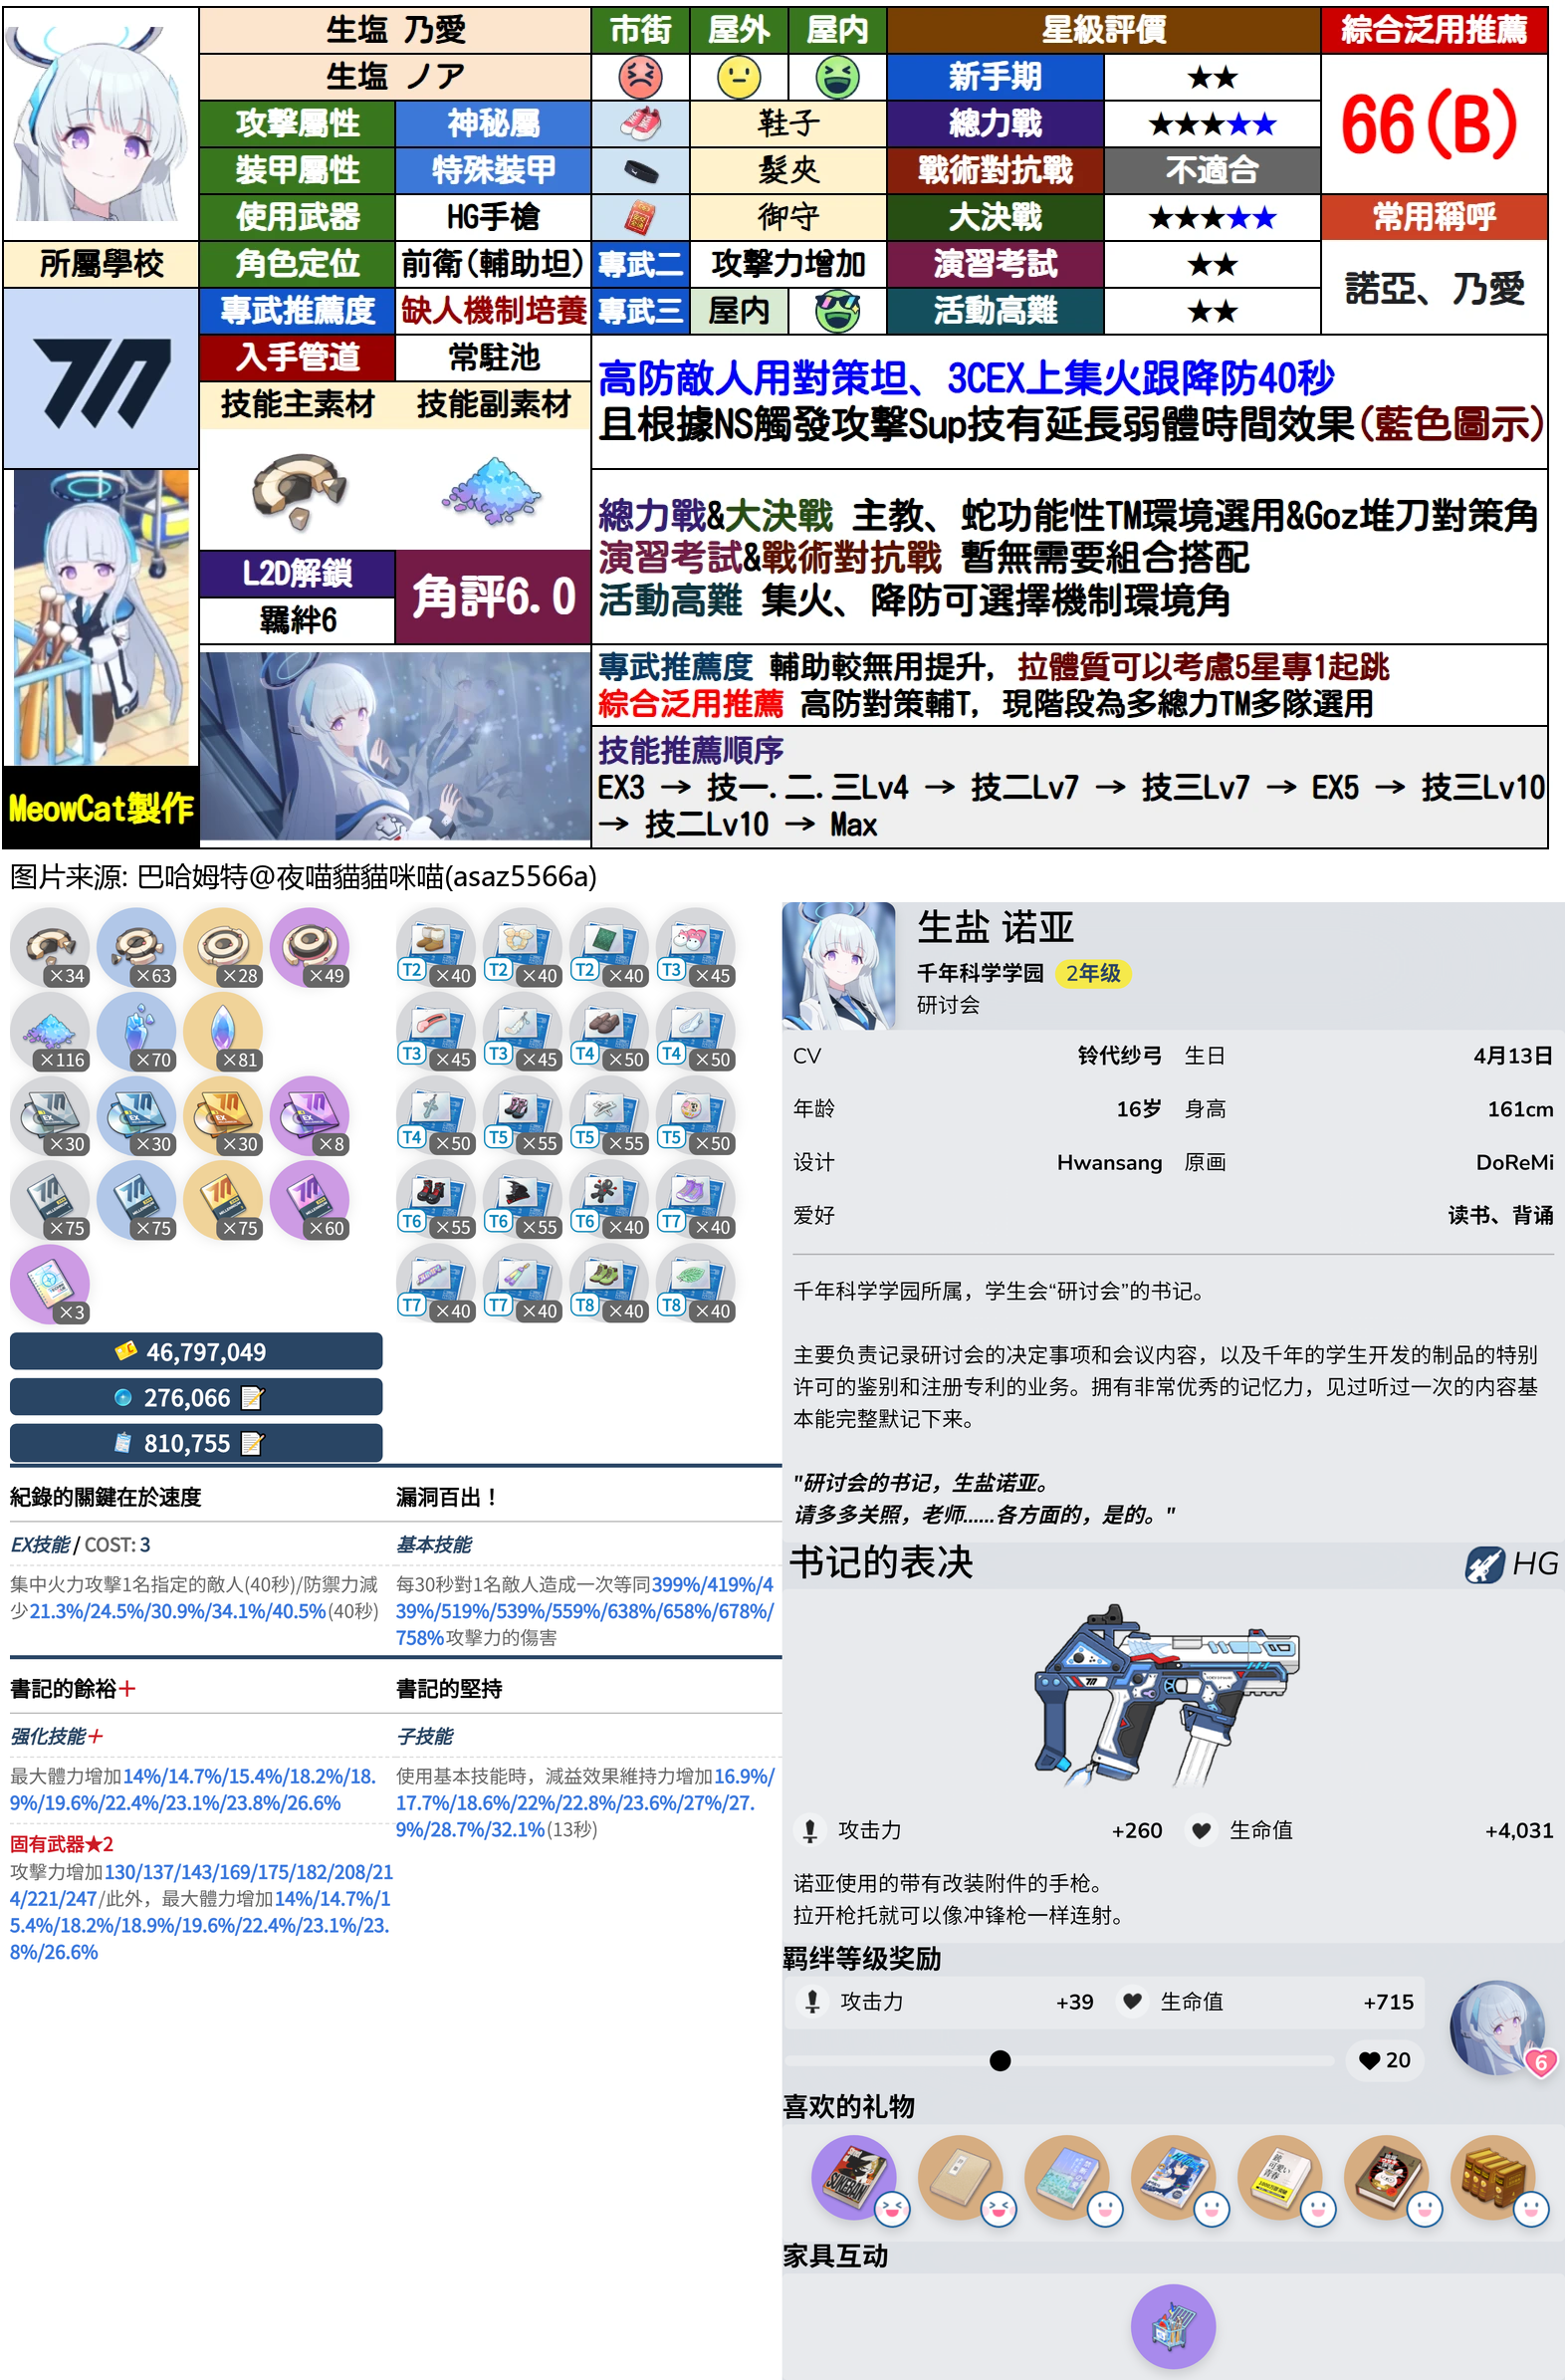 生塩 乃愛
市街
屋外
屋内
星級評價
綜合泛用推薦
生塩 ノア
新手期
★★
66(B)
攻擊屬性
神秘屬
鞋子
總力戰
★★★★★
裝甲屬性
特殊裝甲
髮夾
戰術對抗戰
不適合
使用武器
HG手槍
御守
大決戰
★★★★★
常用稱呼
所屬學校
角色定位
前衛(輔助坦)
專武二
攻擊力增加
演習考試
★★
諾亞、乃愛
專武推薦度
缺人機制培養
專武三
屋内
活動高難
★★
入手管道
常駐池
高防敵人用對策坦、3CEX上集火跟降防40秒
且根據NS觸發攻擊Sup技有延長弱體時間效果(藍色圖示)
技能主素材
技能副素材
總力戰&大決戰 主教、蛇功能性TM環境選用&Goz堆刀對策角
演習考試&戰術對抗戰 暫無需要組合搭配
活動高難 集火、降防可選擇機制環境角
L2D解鎖
角評6.0
羈絆6
專武推薦度 輔助較無用提升, 拉體質可以考慮5星專1起跳
綜合泛用推薦 高防對策輔T, 現階段為多總力TM多隊選用
技能推薦順序
EX3 → 技一.二.三Lv4 → 技二Lv7 → 技三Lv7 → EX5 → 技三Lv10
→ 技二Lv10 → Max
MeowCat製作
图片来源: 巴哈姆特@夜喵貓貓咪喵(asaz5566a)
×34
×63
×28
×49
T2 ×40
T2 ×40
T2 ×40
T3 ×45
×116
×70
×81
T3 ×45
T3 ×45
T4 ×50
T4 ×50
×30
×30
×30
×8
T4 ×50
T5 ×55
T5 ×55
T5 ×50
×75
×75
×75
×60
T6 ×55
T6 ×55
T6 ×40
T7 ×40
×3
T7 ×40
T7 ×40
T8 ×40
T8 ×40
46,797,049
276,066
810,755
紀錄的關鍵在於速度
EX技能 / COST: 3
集中火力攻擊1名指定的敵人(40秒)/防禦力減
少21.3%/24.5%/30.9%/34.1%/40.5%(40秒)
漏洞百出！
基本技能
每30秒對1名敵人造成一次等同399%/419%/4
39%/519%/539%/559%/638%/658%/678%/
758%攻擊力的傷害
書記的餘裕＋
强化技能＋
最大體力增加14%/14.7%/15.4%/18.2%/18.
9%/19.6%/22.4%/23.1%/23.8%/26.6%
固有武器★2
攻擊力增加130/137/143/169/175/182/208/21
4/221/247/此外，最大體力增加14%/14.7%/1
5.4%/18.2%/18.9%/19.6%/22.4%/23.1%/23.
8%/26.6%
書記的堅持
子技能
使用基本技能時，減益效果維持力增加16.9%/
17.7%/18.6%/22%/22.8%/23.6%/27%/27.
9%/28.7%/32.1%(13秒)
生盐 诺亚
千年科学学园 2年级
研讨会
CV 铃代纱弓 生日 4月13日
年龄 16岁 身高 161cm
设计 Hwansang 原画 DoReMi
爱好 读书、背诵
千年科学学园所属，学生会“研讨会”的书记。
主要负责记录研讨会的决定事项和会议内容，以及千年的学生开发的制品的特别
许可的鉴别和注册专利的业务。拥有非常优秀的记忆力，见过听过一次的内容基
本能完整默记下来。
"研讨会的书记，生盐诺亚。
请多多关照，老师......各方面的，是的。"
书记的表决
HG
攻击力 +260 生命值 +4,031
诺亚使用的带有改装附件的手枪。
拉开枪托就可以像冲锋枪一样连射。
羁绊等级奖励
攻击力 +39 生命值 +715
20
6
喜欢的礼物
SUKEBAN
家具互动